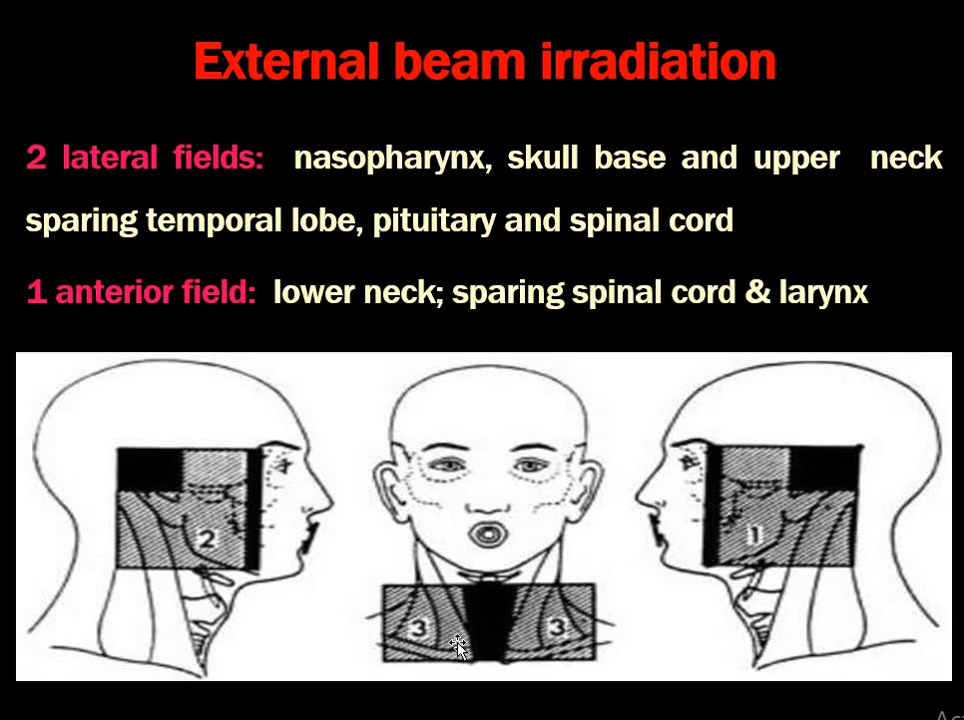 External beam irradiation
2 lateral fields: nasopharynx, skull base and upper neck
sparing temporal lobe, pituitary and spinal cord
1 anterior field: lower neck; sparing spinal cord & larynx
2
1
3
3